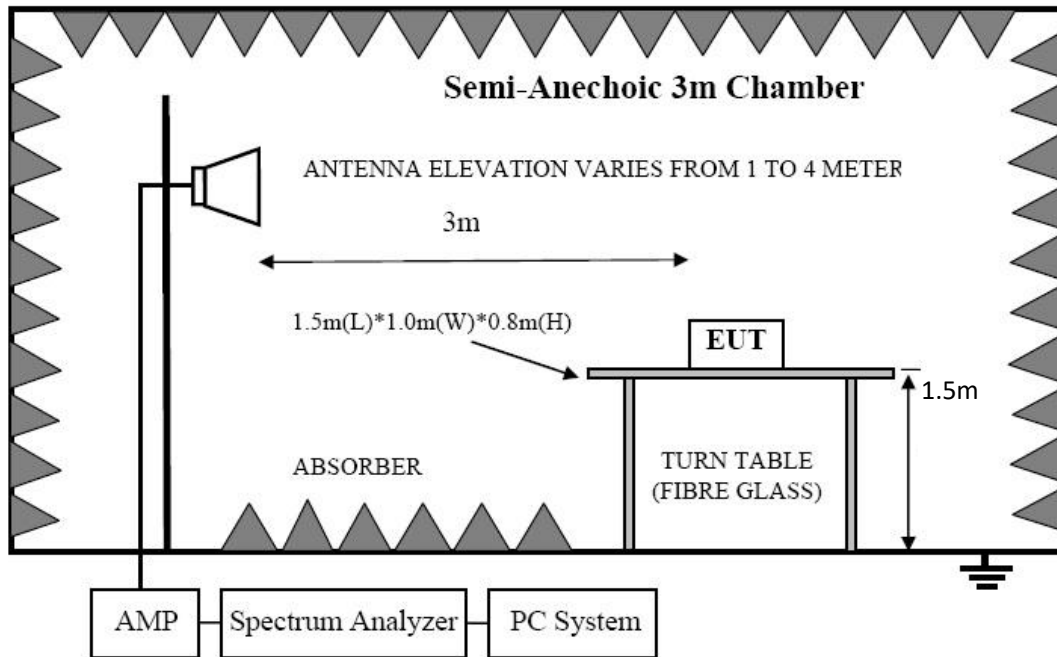 Semi-Anechoic 3m Chamber
ANTENNA ELEVATION VARIES FROM 1 TO 4 METER
3m
1.5m(L)*1.0m(W)*0.8m(H)
EUT
1.5m
ABSORBER
TURN TABLE
(FIBRE GLASS)
AMP
Spectrum Analyzer
PC System